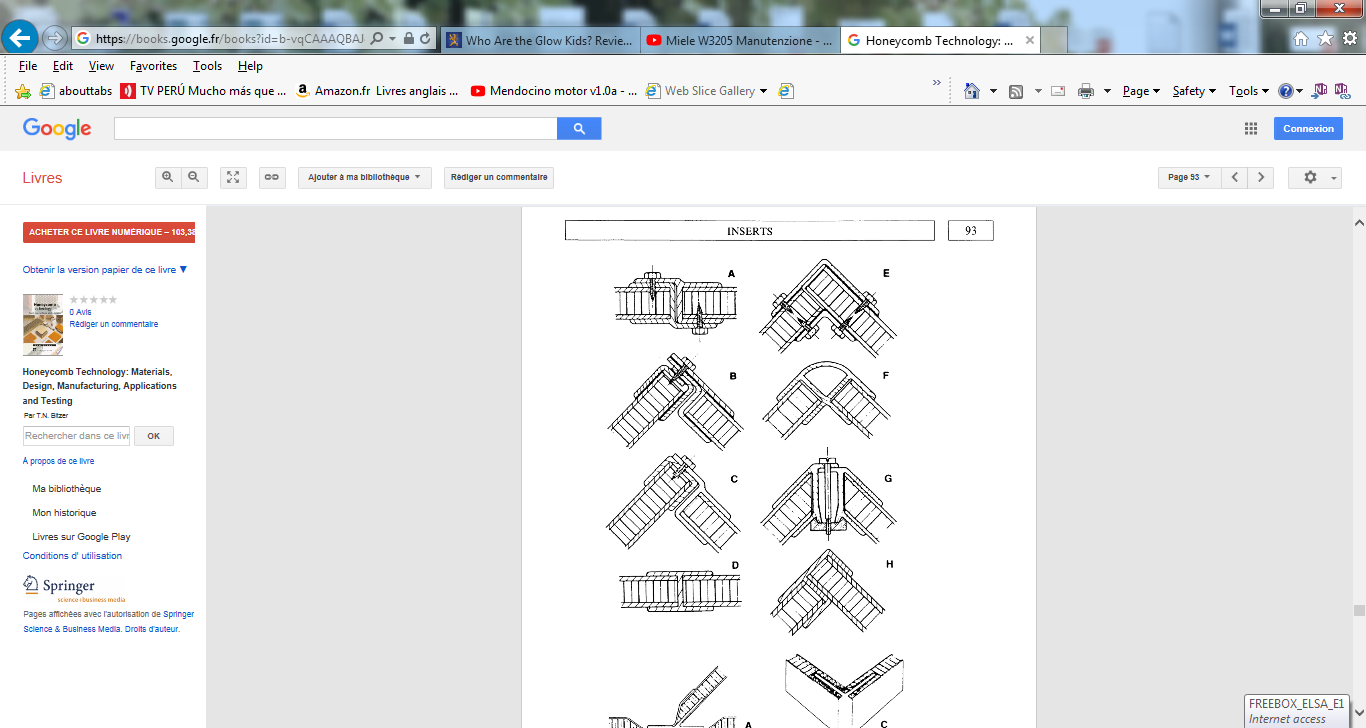 https://books.google.fr/books?id=b-vqCAAAQBAJ
Who Are the Glow Kids? Revie...
Miele W3205 Manutenzione - ...
Honeycomb Technology: ...
File Edit View Favorites Tools Help
abouttabs
TV PERÚ Mucho más que ...
Amazon.fr Livres anglais ...
Mendocino motor v1.0a - ...
Web Slice Gallery
»
Page Safety Tools
Google
Connexion
Livres
Ajouter à ma bibliothèque
Rédiger un commentaire
Page 93
ACHETER CE LIVRE NUMÉRIQUE – 103,38
Obtenir la version papier de ce livre ▼
0 Avis
Rédiger un commentaire
Honeycomb Technology: Materials,
Design, Manufacturing, Applications
and Testing
Par T.N. Bitzer
Rechercher dans ce livr
OK
À propos de ce livre
Ma bibliothèque
Mon historique
Livres sur Google Play
Conditions d' utilisation
Springer
science+business media
Pages affichées avec l'autorisation de Springer
Science & Business Media. Droits d'auteur.
INSERTS
93
A
E
B
F
C
G
D
H
A
C
FREEBOX_ELSA_E1
Internet access